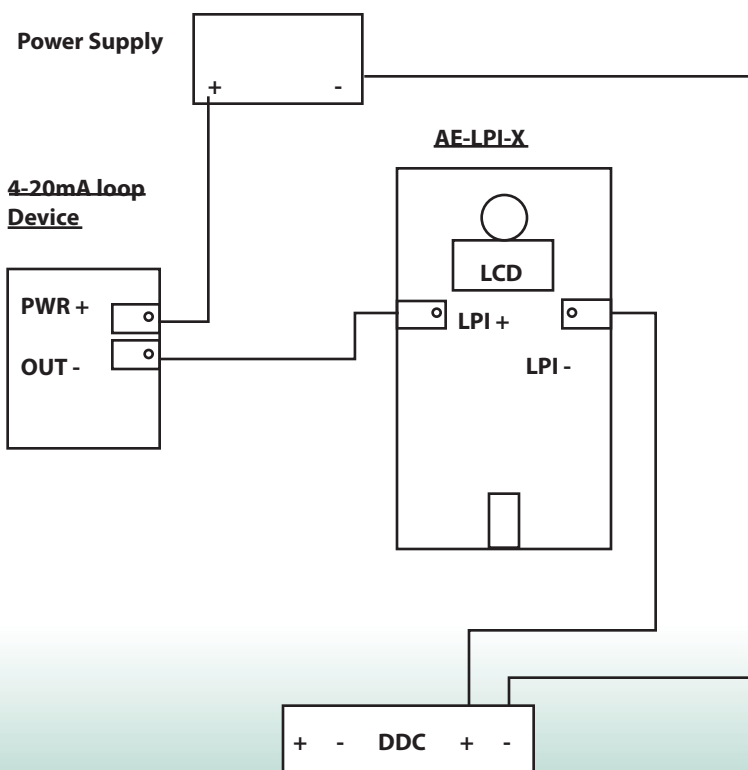 Power Supply
+ -
AE-LPI-X
4-20mA loop
Device
LCD
PWR +
LPI +
OUT -
LPI -
+ - DDC + -